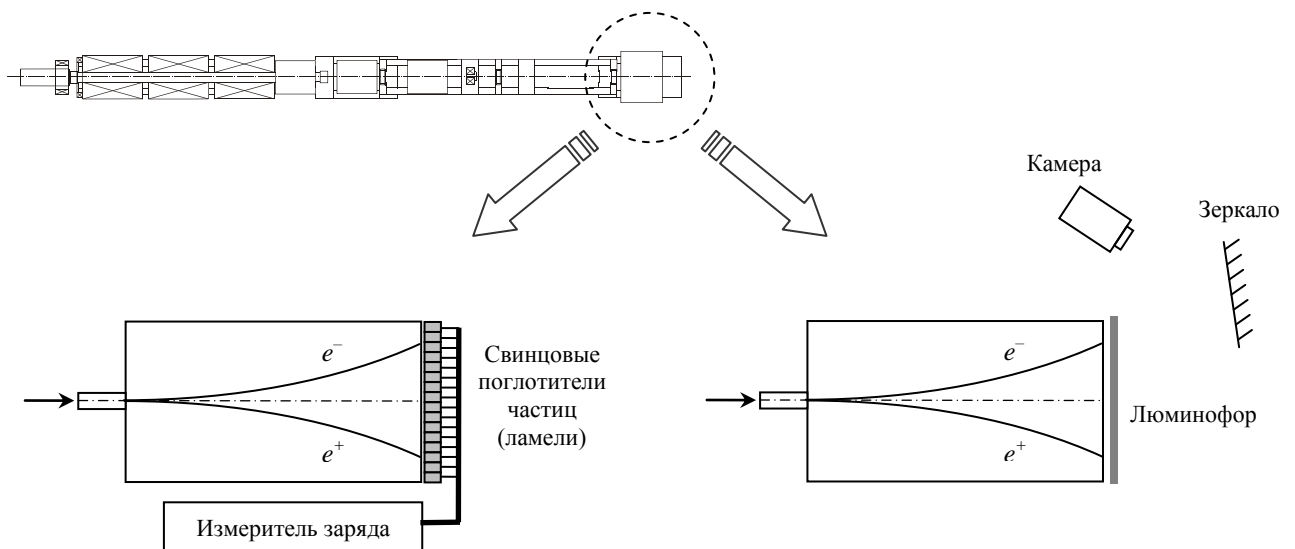 Камера
Зеркало
e⁻
e⁺
Свинцовые
поглотители
частиц
(ламели)
Измеритель заряда
e⁻
e⁺
Люминофор